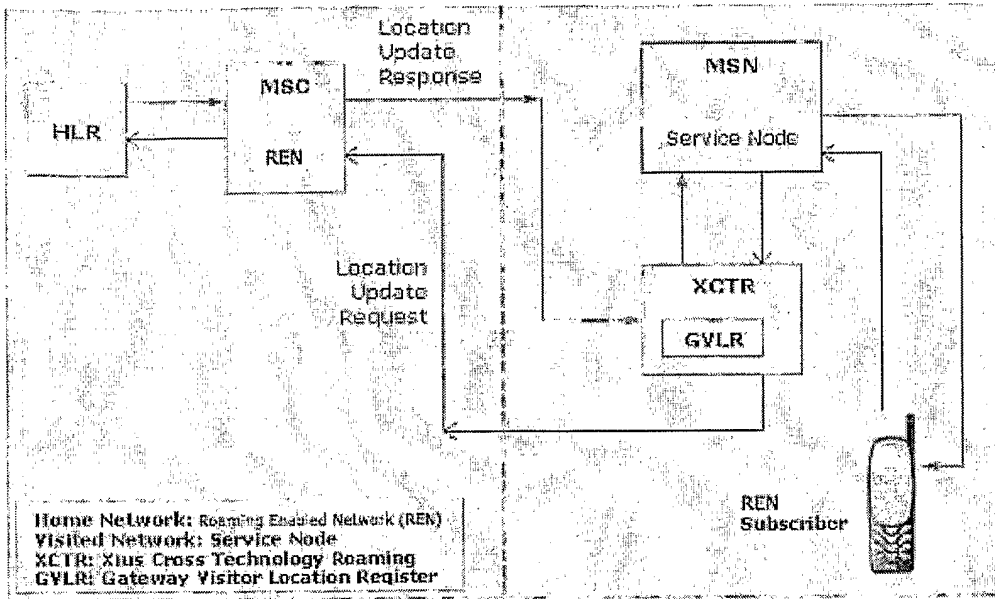 Location
Update
Response
HLR
MSC
REN
MSN
Service Node
Location
Update
Request
XCTR
GVLR
REN
Subscriber
Home Network: Roaming Enabled Network (REN)
Visited Network: Service Node
XCTR: Xius Cross Technology Roaming
GVLR: Gateway Visitor Location Register